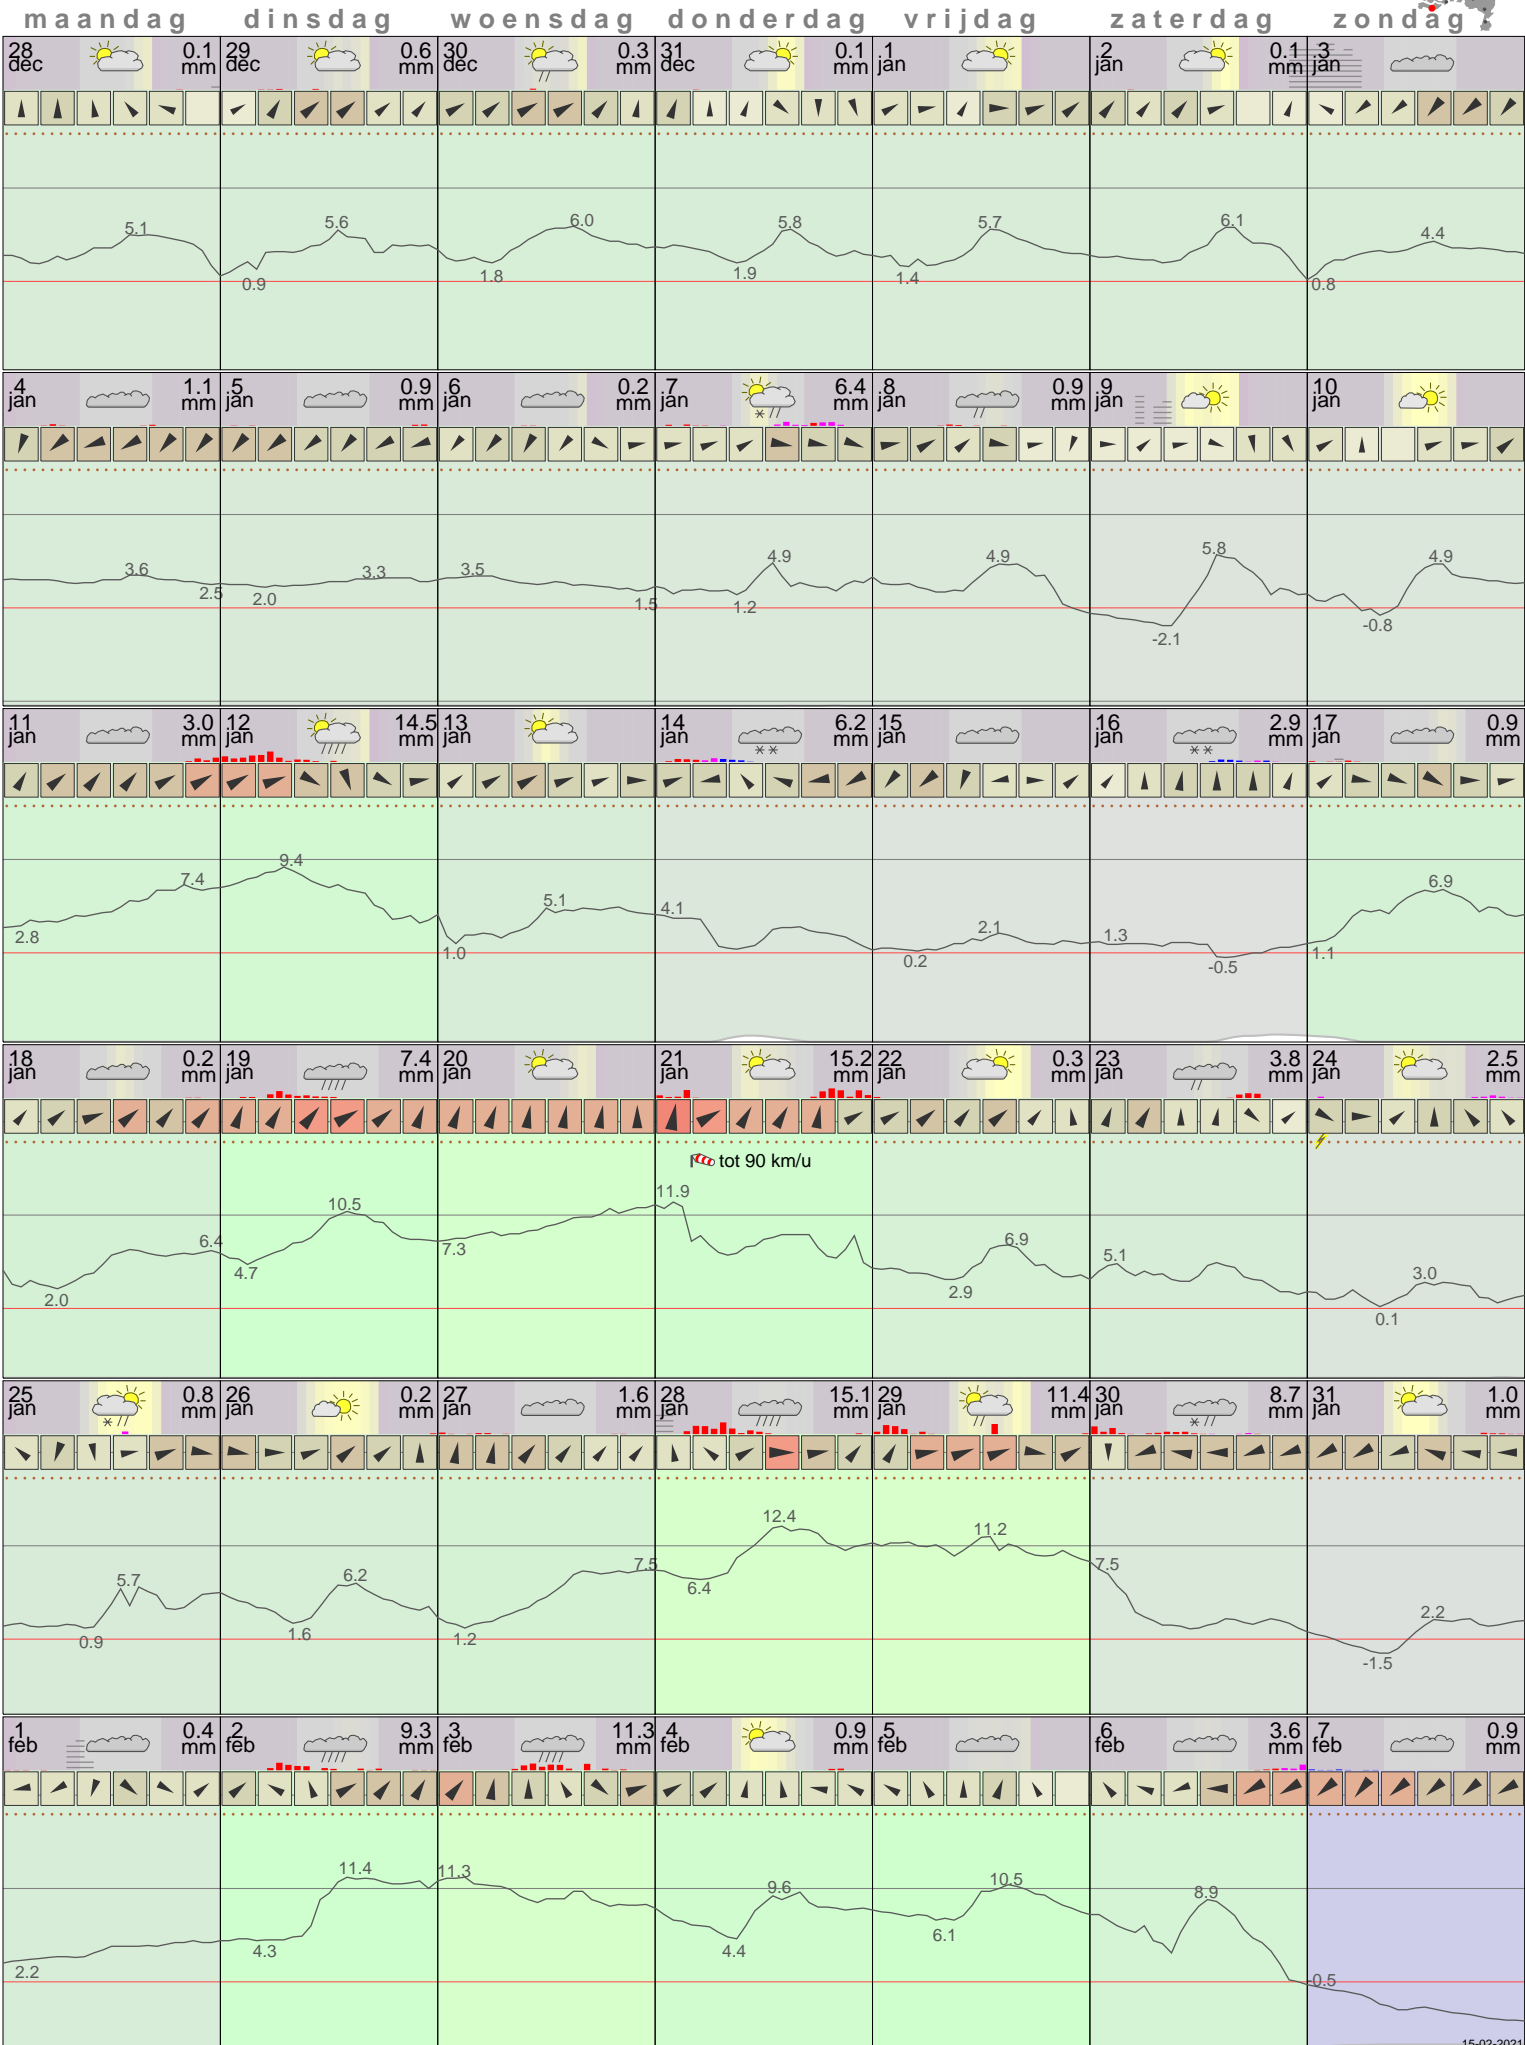 maandag dinsdag woensdag donderdag vrijdag zaterdag zondag
28 dec 0.1 mm 29 dec 0.6 mm 30 dec 0.3 mm 31 dec 0.1 mm 1 jan 2 jan 0.1 mm 3 jan
5.1 5.6 6.0 5.8 5.7 6.1 4.4
0.9 1.8 1.9 1.4 0.8
4 jan 1.1 mm 5 jan 0.9 mm 6 jan 0.2 mm 7 jan 6.4 mm 8 jan 0.9 mm 9 jan 10 jan
3.6 3.3 3.5 4.9 4.9 5.8 4.9
2.5 2.0 1.5 1.2 -2.1 -0.8
11 jan 3.0 mm 12 jan 14.5 mm 13 jan 14 jan 6.2 mm 15 jan 16 jan 2.9 mm 17 jan 0.9 mm
7.4 9.4 5.1 4.1 2.1 1.3 6.9
2.8 1.0 0.2 -0.5 1.1
18 jan 0.2 mm 19 jan 7.4 mm 20 jan 21 jan 15.2 mm 22 jan 0.3 mm 23 jan 3.8 mm 24 jan 2.5 mm
tot 90 km/u
6.4 10.5 11.9 6.9 5.1 3.0
2.0 4.7 7.3 2.9 0.1
25 jan 0.8 mm 26 jan 0.2 mm 27 jan 1.6 mm 28 jan 15.1 mm 29 jan 11.4 mm 30 jan 8.7 mm 31 jan 1.0 mm
5.7 6.2 7.5 12.4 11.2 7.5 2.2
0.9 1.6 1.2 6.4 -1.5
1 feb 0.4 mm 2 feb 9.3 mm 3 feb 11.3 mm 4 feb 0.9 mm 5 feb 6 feb 3.6 mm 7 feb 0.9 mm
11.4 11.3 9.6 10.5 8.9 -0.5
2.2 4.3 4.4 6.1
15-02-2021